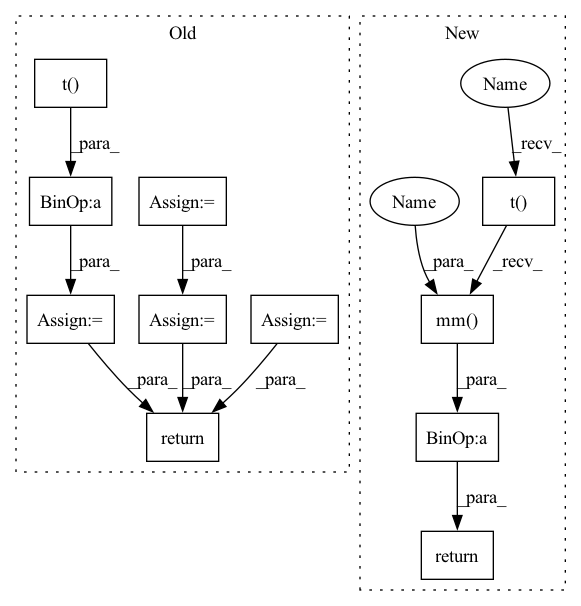 Old
New
t()
Name
_para_
_recv_
BinOp:a
Assign:=
Name
t()
_para_
_para_
_para_
_recv_
Assign:=
Assign:=
Assign:=
mm()
_para_
_para_
_para_
_para_
return
BinOp:a
_para_
return